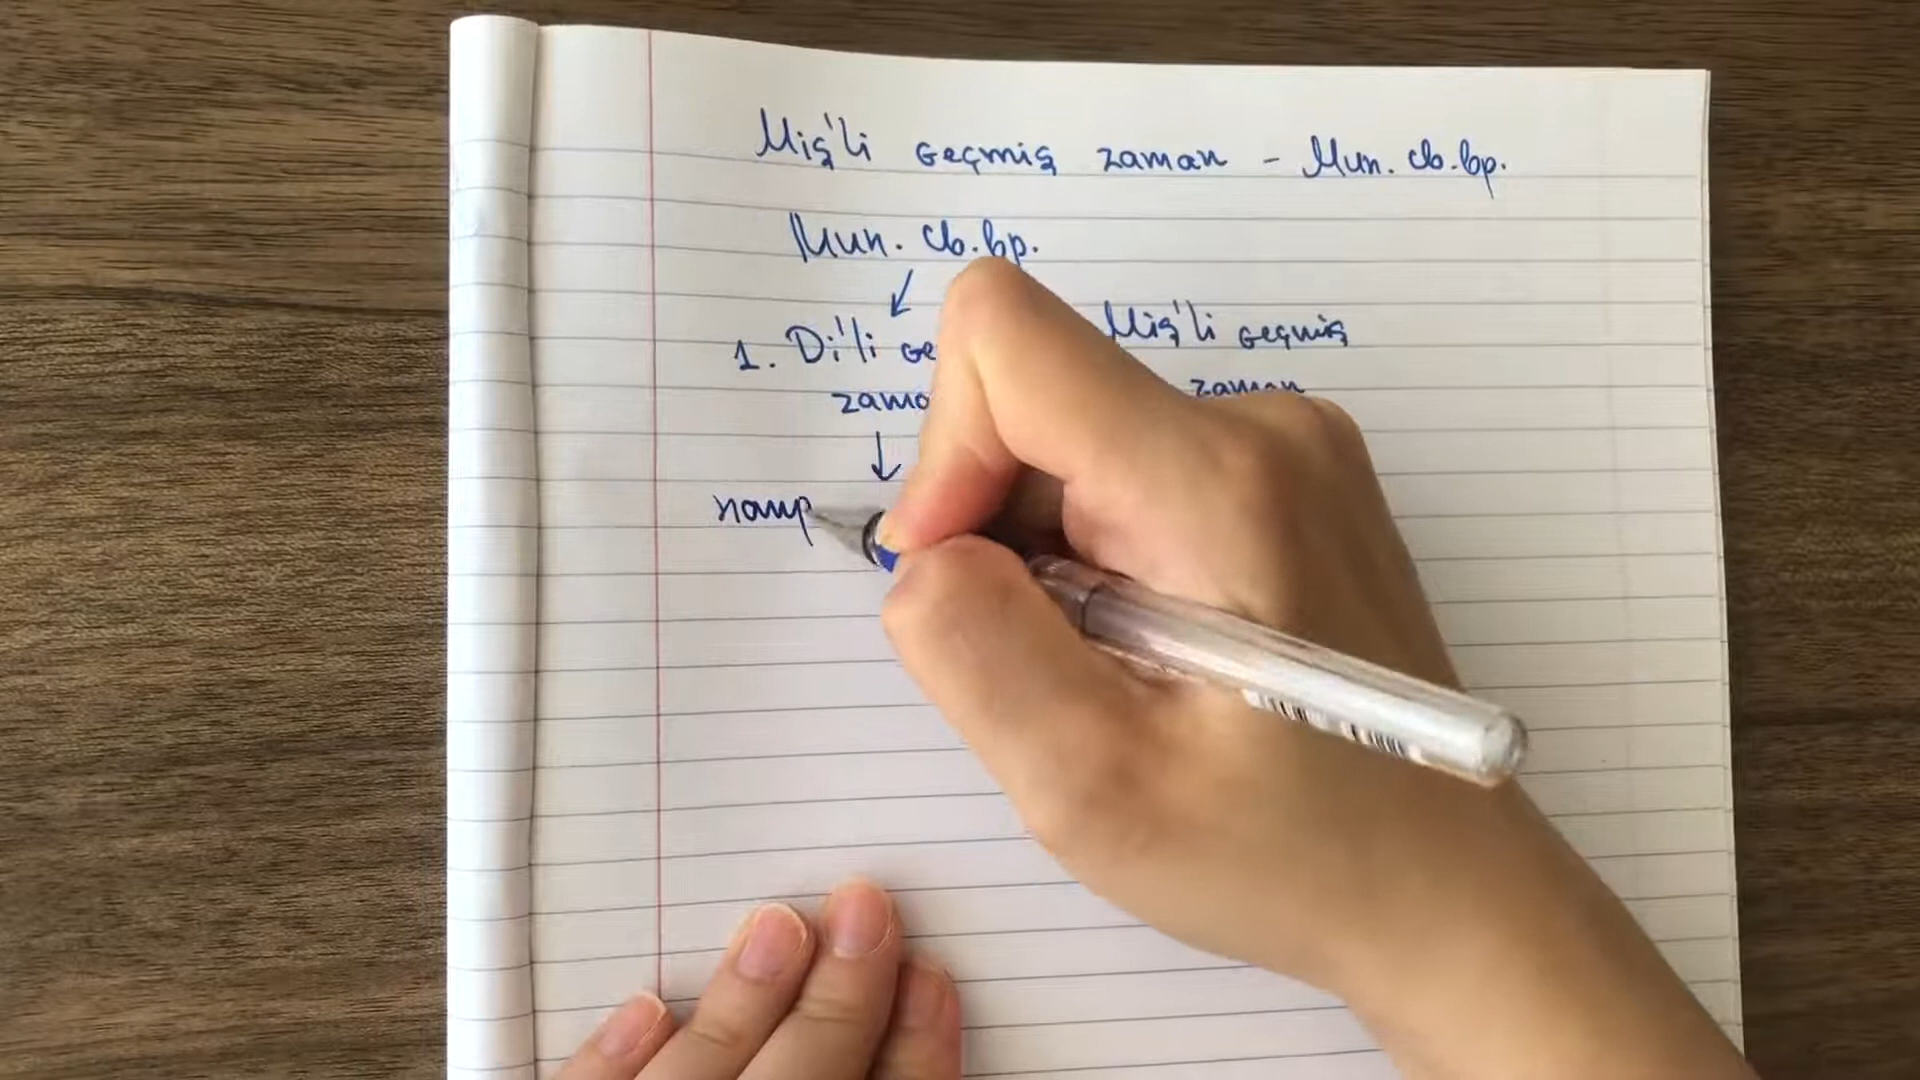 Miş'li geçmiş zaman - Мин. св.вр.
Мин. св.вр.
1. Di'li ge Miş'li geçmiş
zama zaman
напр